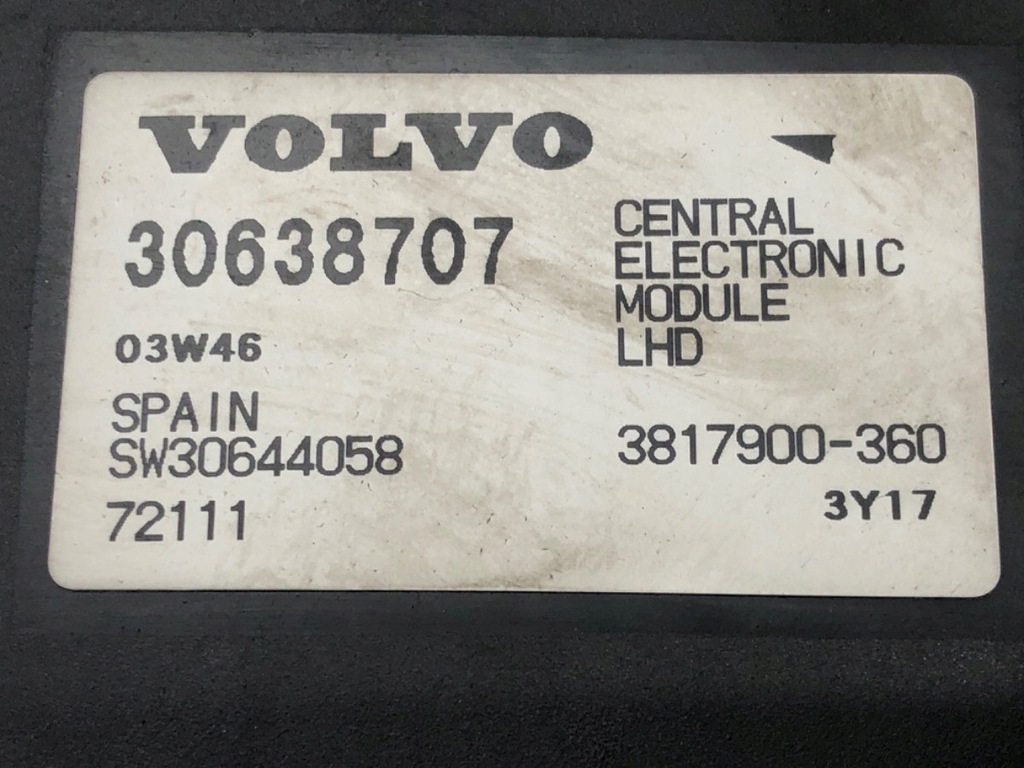 VOLVO
30638707
CENTRAL
ELECTRONIC
MODULE
LHD
03W46
SPAIN
SW30644058
72111
3817900-360
3Y17